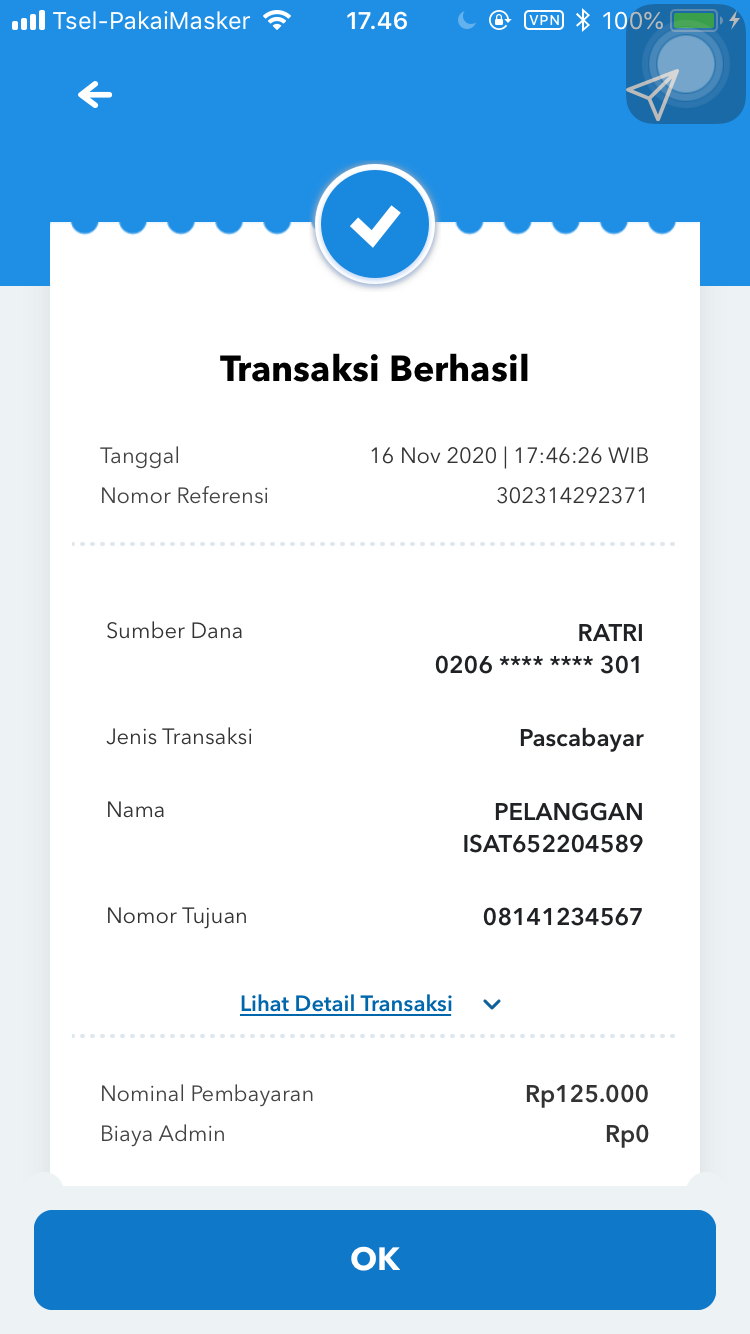 Tsel-PakaiMasker 17.46 VPN 100%
Transaksi Berhasil
Tanggal 16 Nov 2020 | 17:46:26 WIB
Nomor Referensi 302314292371
Sumber Dana RATRI
0206 **** **** 301
Jenis Transaksi Pascabayar
Nama PELANGGAN
ISAT652204589
Nomor Tujuan 08141234567
Lihat Detail Transaksi
Nominal Pembayaran Rp125.000
Biaya Admin Rp0
OK